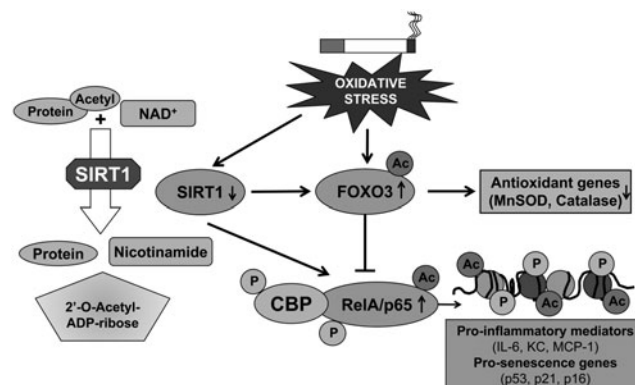 OXIDATIVE
STRESS
Acetyl
Protein
+
NAD+
SIRT1
Ac
SIRT1 ↓
FOXO3 ↑
Antioxidant genes ↓
(MnSOD, Catalase)
Protein
Nicotinamide
2'-O-Acetyl-
ADP-ribose
P
CBP
P
RelA/p65 ↑
Ac
Ac
P
P
Ac
P
Ac
Pro-inflammatory mediators
(IL-6, KC, MCP-1)
Pro-senescence genes
(p53, p21, p16)